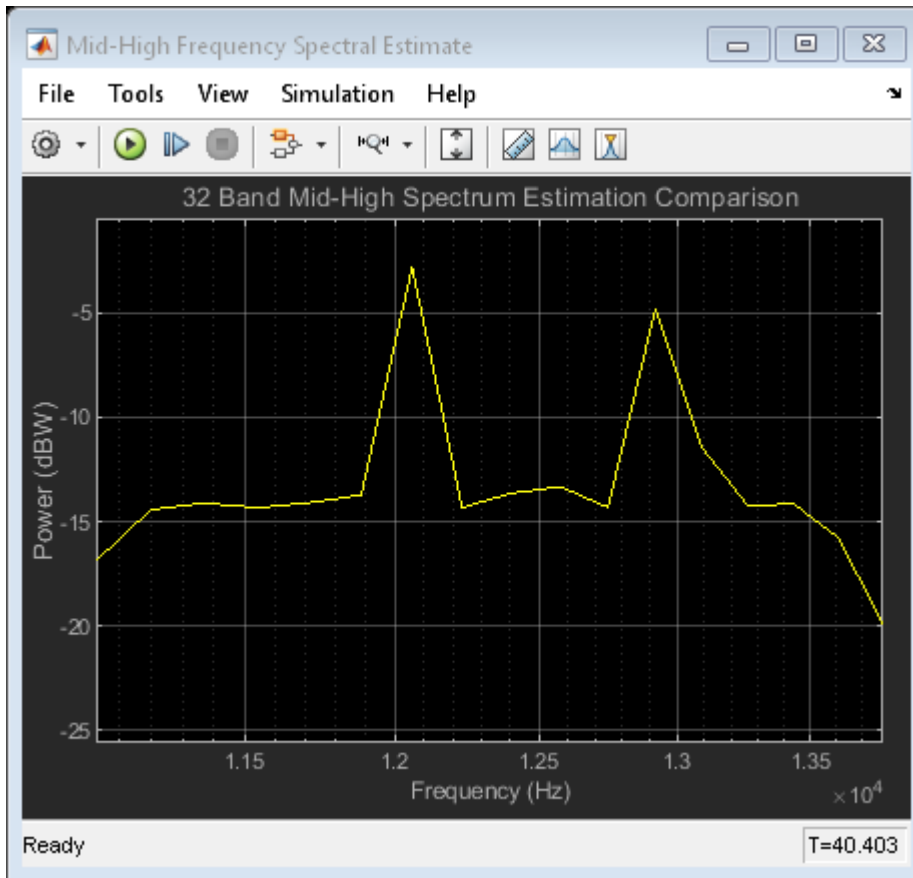 Mid-High Frequency Spectral Estimate
File Tools View Simulation Help
32 Band Mid-High Spectrum Estimation Comparison
-5
-10
-15
-20
-25
Power (dBW)
1.15 1.2 1.25 1.3 1.35
Frequency (Hz)
×10⁴
Ready
T=40.403